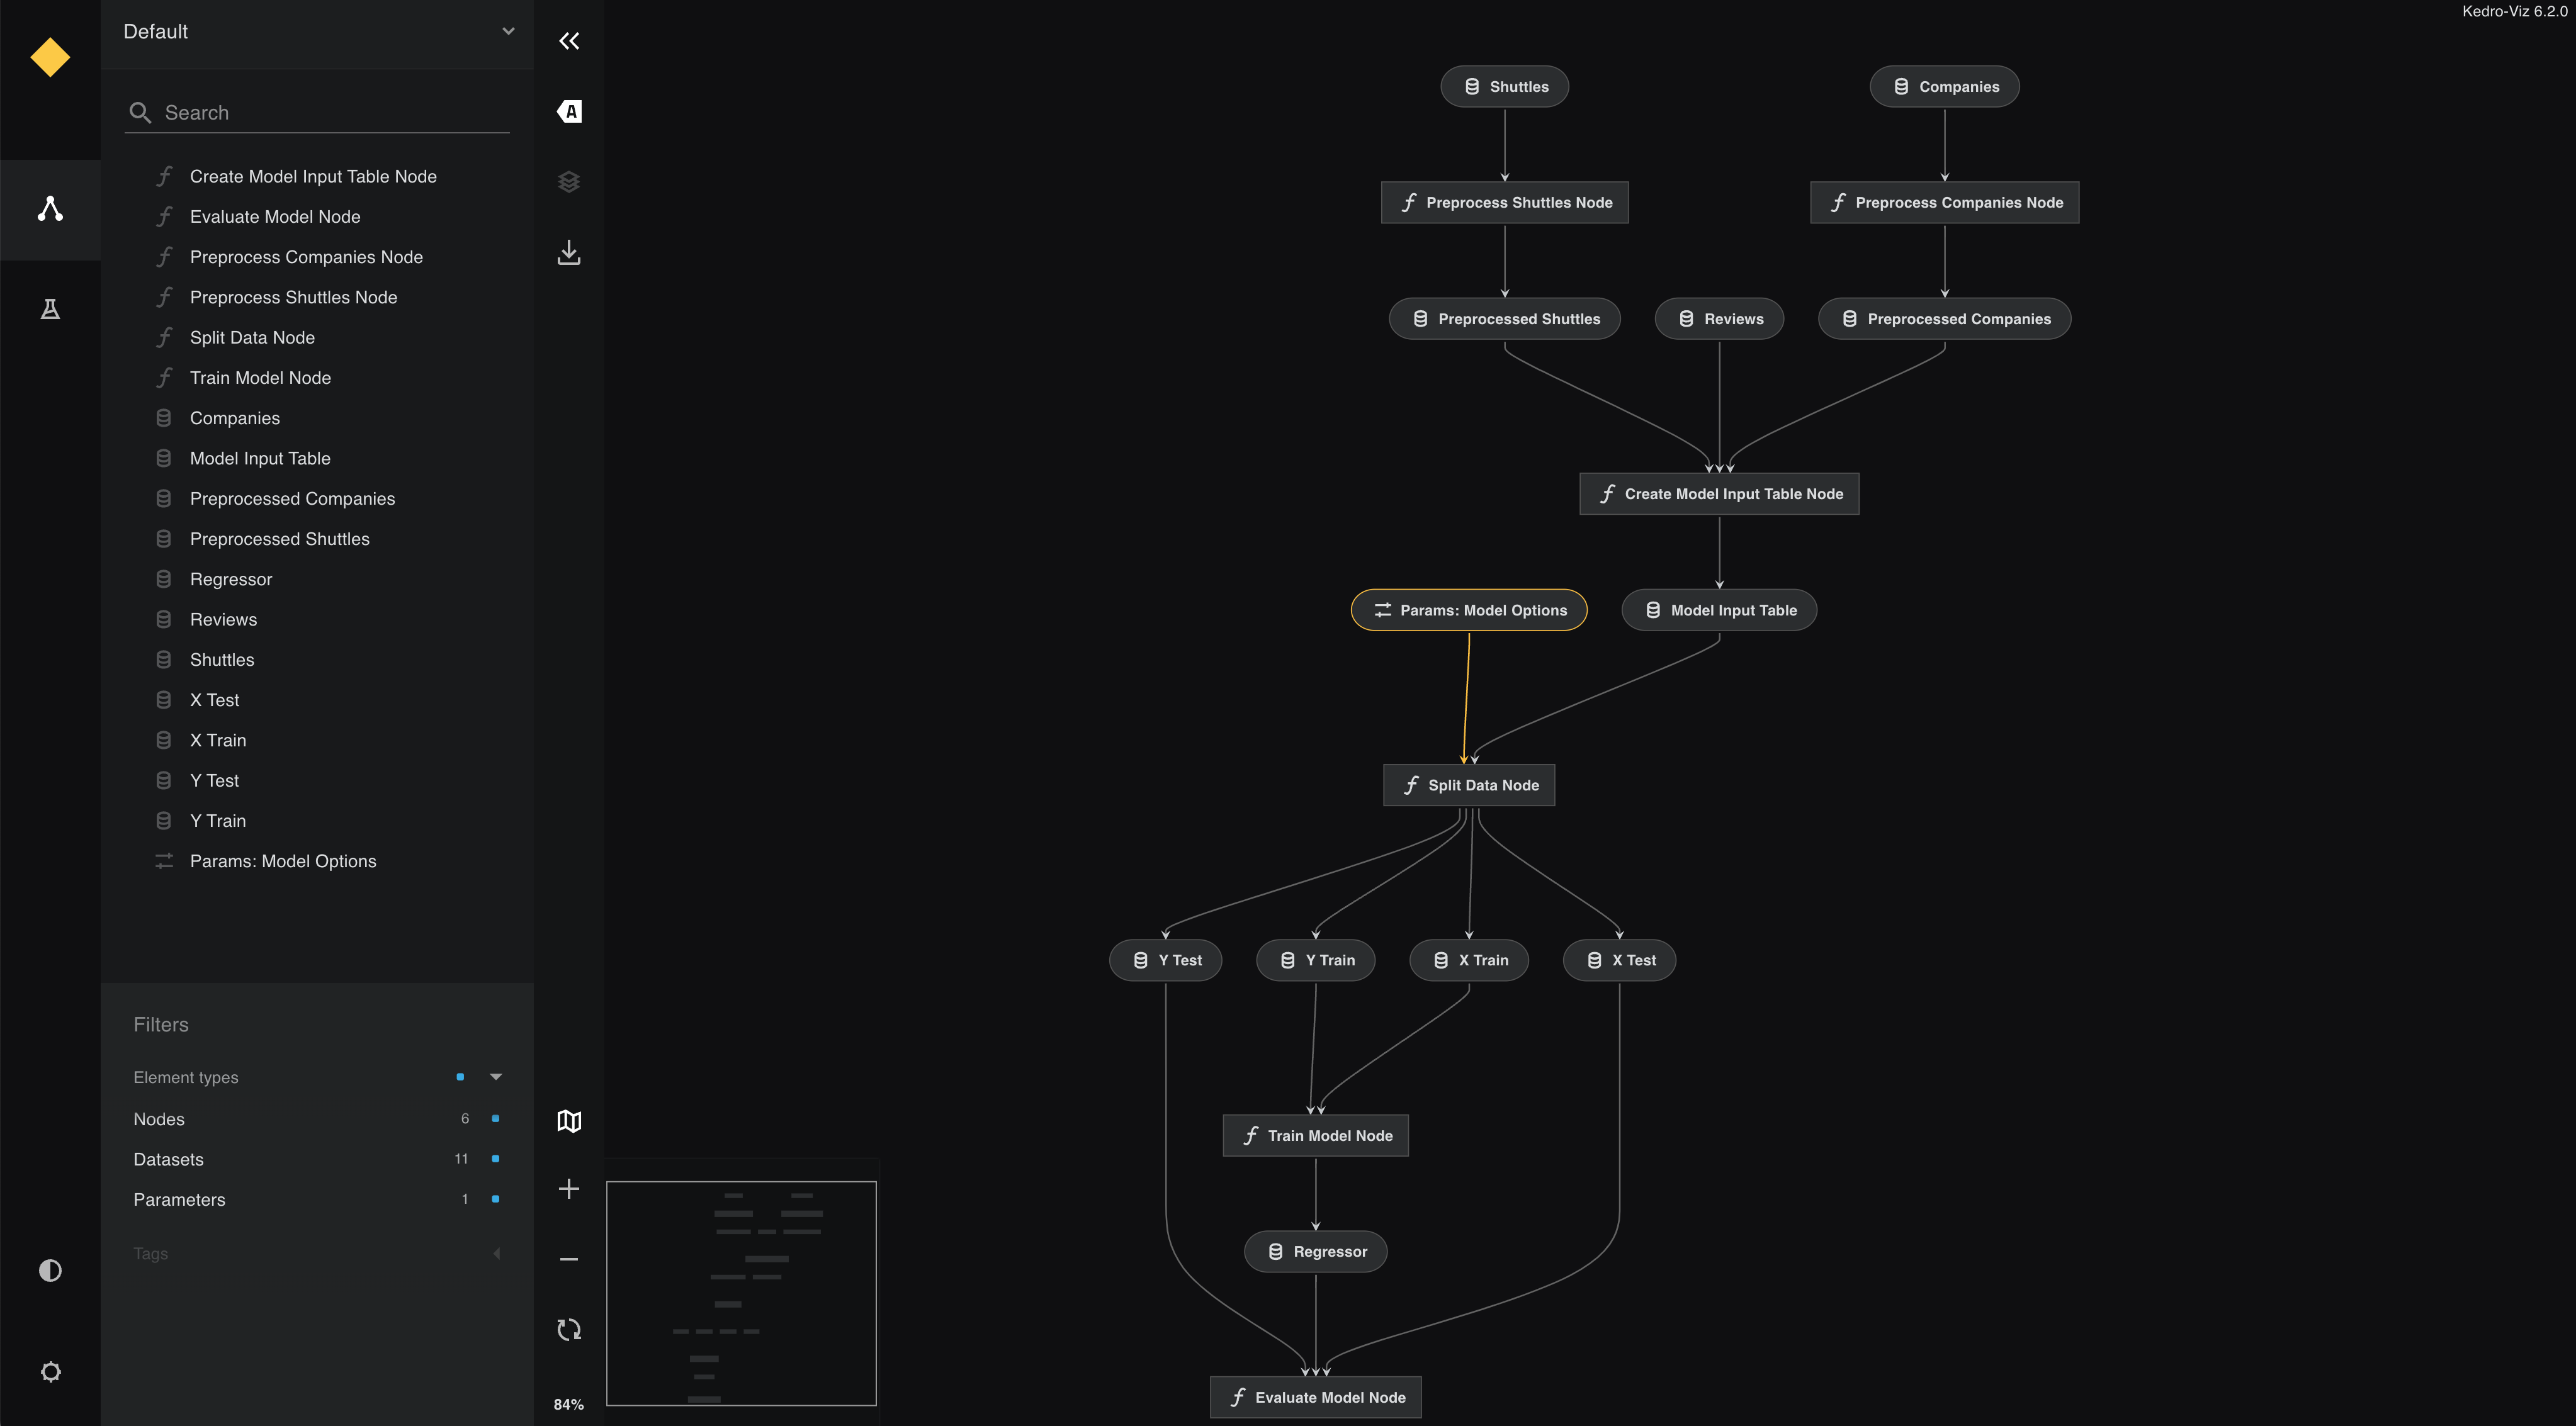 Kedro-Viz 6.2.0
Default
Search
Create Model Input Table Node
Evaluate Model Node
Preprocess Companies Node
Preprocess Shuttles Node
Split Data Node
Train Model Node
Companies
Model Input Table
Preprocessed Companies
Preprocessed Shuttles
Regressor
Reviews
Shuttles
X Test
X Train
Y Test
Y Train
Params: Model Options
Filters
Element types
Nodes 6
Datasets 11
Parameters 1
Tags
A
84%
Shuttles
Companies
Preprocess Shuttles Node
Preprocess Companies Node
Preprocessed Shuttles
Reviews
Preprocessed Companies
Create Model Input Table Node
Params: Model Options
Model Input Table
Split Data Node
Y Test
Y Train
X Train
X Test
Train Model Node
Regressor
Evaluate Model Node